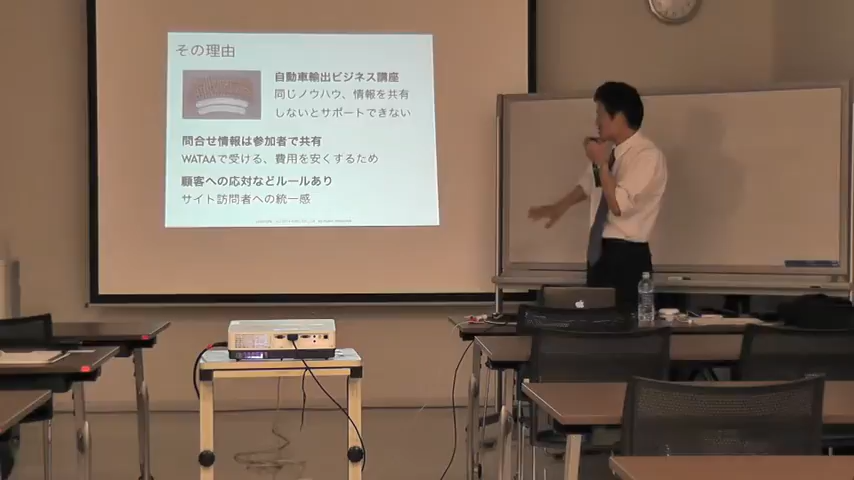 その理由
自動車輸出ビジネス講座
同じノウハウ、情報を共有
しないとサポートできない
問合せ情報は参加者で共有
WATAAで受ける、費用を安くするため
顧客への応対などルールあり
サイト訪問者への統一感